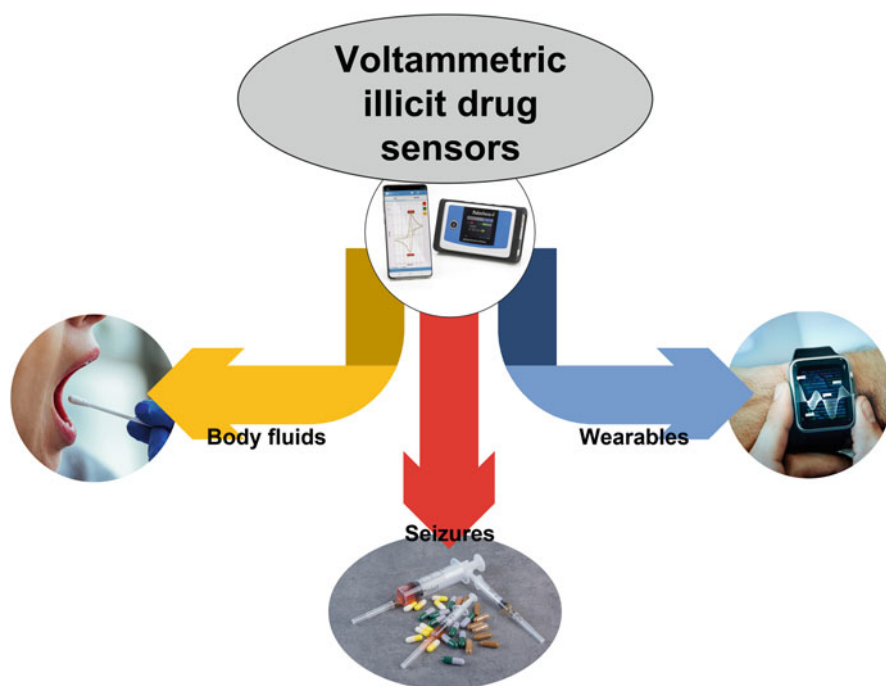 Voltammetric
illicit drug
sensors
Body fluids
Wearables
Seizures